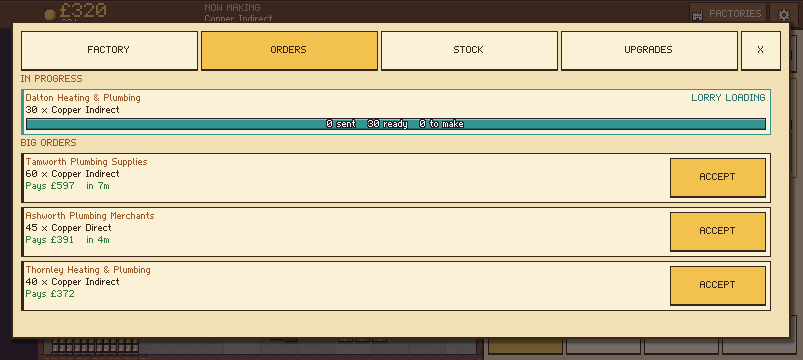 £320
NOW MAKING
Copper Indirect
FACTORIES
FACTORY
ORDERS
STOCK
UPGRADES
X
IN PROGRESS
Dalton Heating & Plumbing
LORRY LOADING
30 x Copper Indirect
0 sent 30 ready 0 to make
BIG ORDERS
Tamworth Plumbing Supplies
60 x Copper Indirect
Pays £597 in 7m
ACCEPT
Ashworth Plumbing Merchants
45 x Copper Direct
Pays £391 in 4m
ACCEPT
Thornley Heating & Plumbing
40 x Copper Indirect
Pays £372
ACCEPT